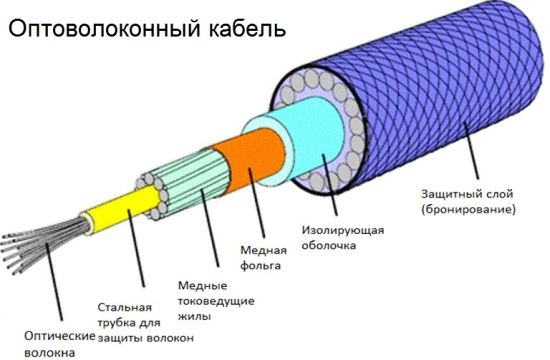 Оптоволоконный кабель
Защитный слой
(бронирование)
Изолирующая
оболочка
Медная
фольга
Медные
токоведущие
жилы
Стальная
трубка для
защиты волокон
Оптические
волокна